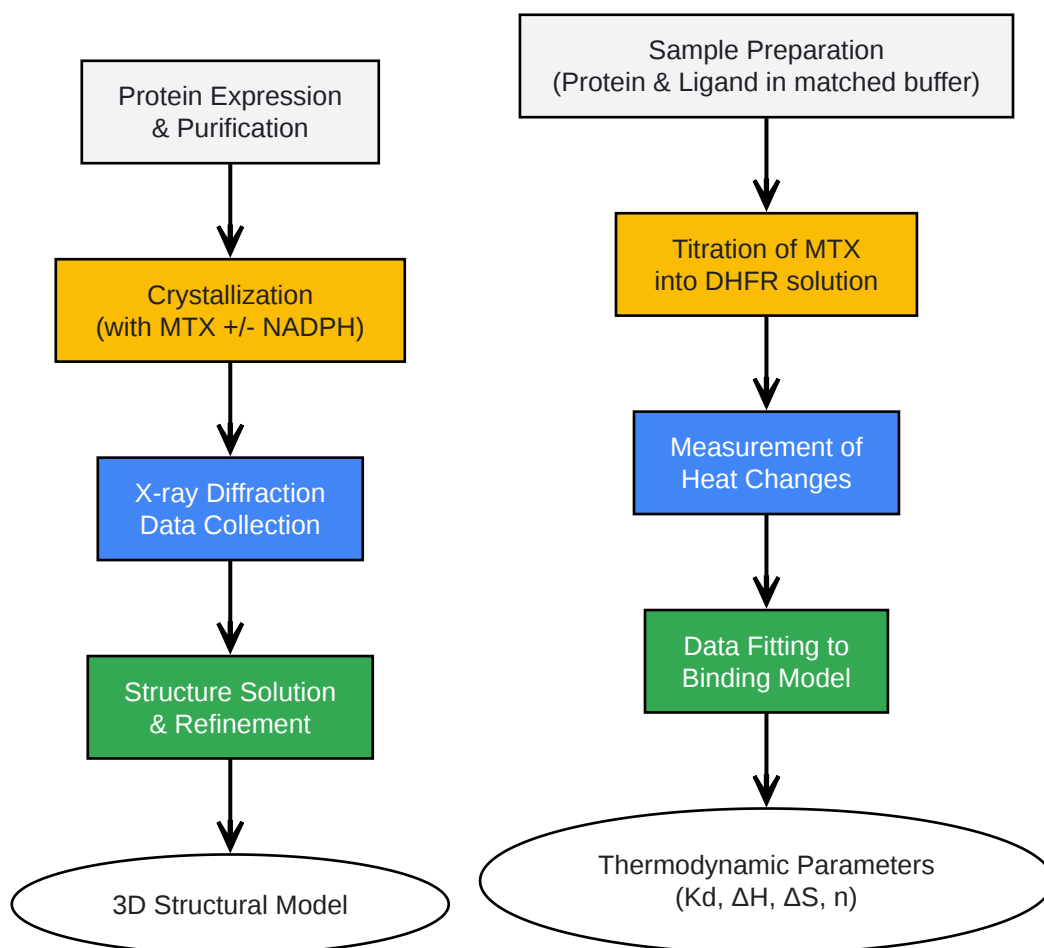 Protein Expression
& Purification
Crystallization
(with MTX +/- NADPH)
X-ray Diffraction
Data Collection
Structure Solution
& Refinement
3D Structural Model
Sample Preparation
(Protein & Ligand in matched buffer)
Titration of MTX
into DHFR solution
Measurement of
Heat Changes
Data Fitting to
Binding Model
Thermodynamic Parameters
(Kd, ΔH, ΔS, n)